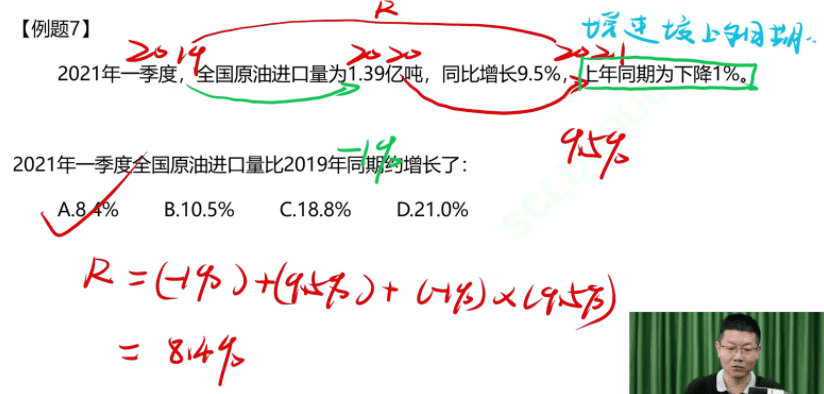 【例题7】
R
增速接上年同期
2019 2020 2021
2021年一季度，全国原油进口量为1.39亿吨，同比增长9.5%，上年同期为下降1%。
-1% 9.5%
2021年一季度全国原油进口量比2019年同期约增长了：
A.8.4% B.10.5% C.18.8% D.21.0%
R = (-1%) + (9.5%) + (-1%) × (9.5%)
= 8.4%